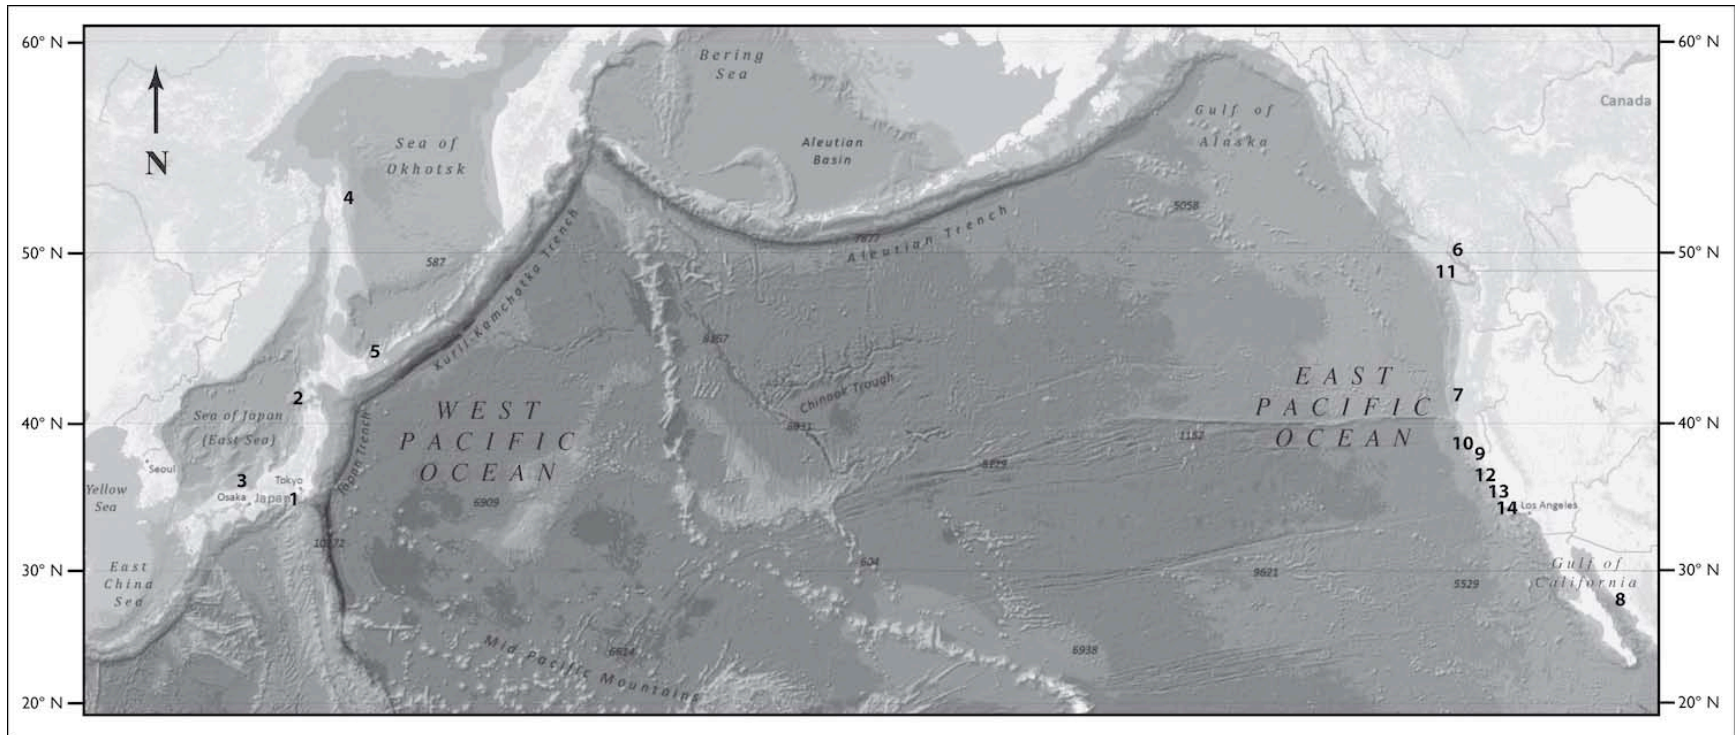 60° N
60° N
Bering
Sea
Canada
Gulf of
Alaska
Sea of
Okhotsk
Aleutian
Basin
N
4
5058
7877
Aleutian Trench
50° N
50° N
6
587
11
Kuril-Kamchatka Trench
5
EAST
PACIFIC
OCEAN
7
Chinook Trough
2
WEST
PACIFIC
OCEAN
Sea of Japan
(East Sea)
40° N
40° N
Japan Trench
10
9
Seoul
3
Tokyo
12
Yellow
Sea
Osaka
Japan
1
6909
13
14
Los Angeles
604
East
China
Sea
30° N
30° N
9621
5529
Gulf of
California
8
Mid Pacific Mountains
6938
20° N
20° N